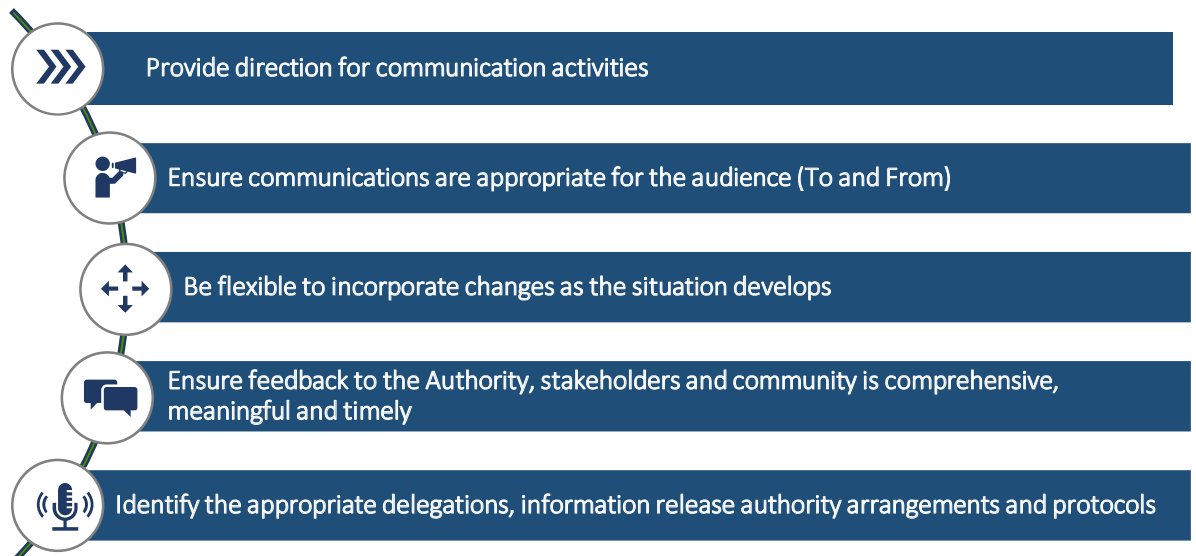 Provide direction for communication activities
Ensure communications are appropriate for the audience (To and From)
Be flexible to incorporate changes as the situation develops
Ensure feedback to the Authority, stakeholders and community is comprehensive,
meaningful and timely
Identify the appropriate delegations, information release authority arrangements and protocols